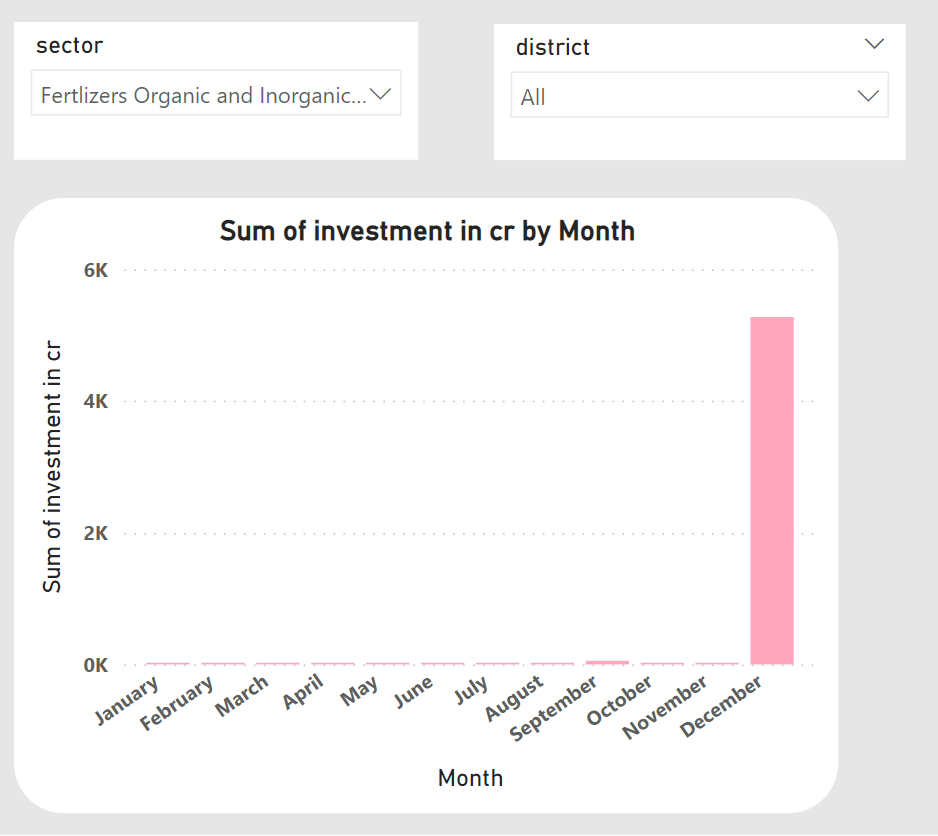 sector
Fertlizers Organic and Inorganic...
district
All
Sum of investment in cr by Month
6K
4K
2K
0K
Sum of investment in cr
January
February
March
April
May
June
July
August
September
October
November
December
Month